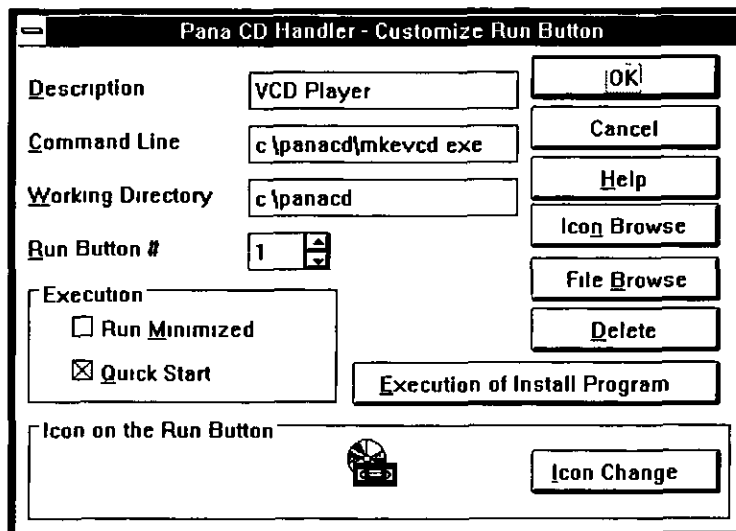 Pana CD Handler - Customize Run Button
Description
VCD Player
OK
Command Line
c \panacd\mkevcd exe
Cancel
Working Directory
c \panacd
Help
Run Button #
1
Icon Browse
Execution
File Browse
Run Minimized
Delete
Quick Start
Execution of Install Program
Icon on the Run Button
Icon Change